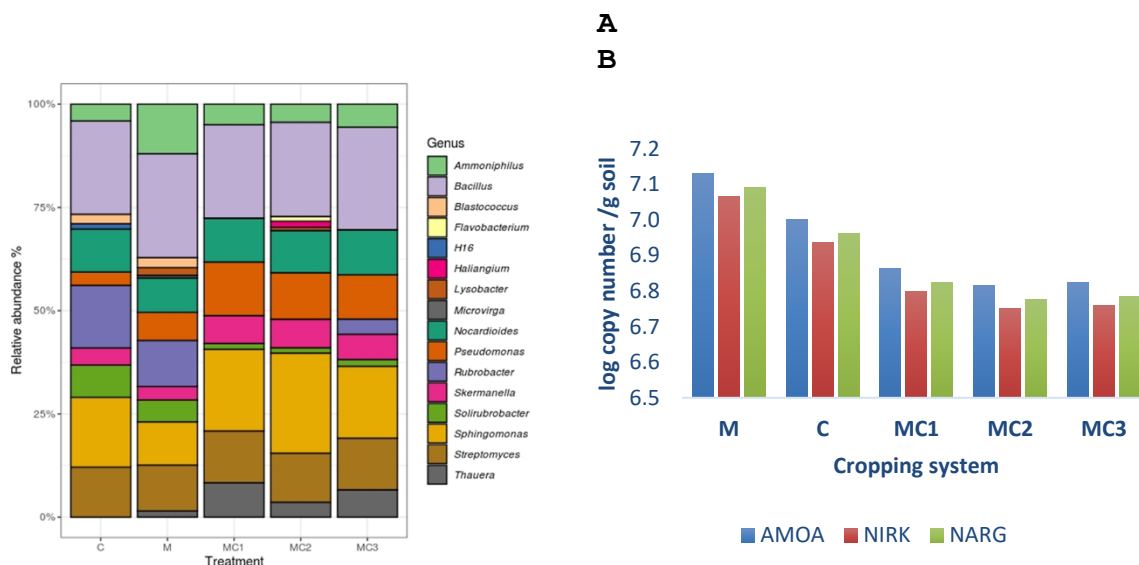 A
B
100%
75%
50%
25%
0%
Relative abundance %
C M MC1 MC2 MC3
Treatment
Genus
Ammoniphilus
Bacillus
Blastococcus
Flavobacterium
H16
Haliangium
Lysobacter
Microvirga
Nocardioides
Pseudomonas
Rubrobacter
Skermanella
Solirubrobacter
Sphingomonas
Streptomyces
Thauera
log copy number /g soil
7.2
7.1
7.0
6.9
6.8
6.7
6.6
6.5
M C MC1 MC2 MC3
Cropping system
AMOA NIRK NARG